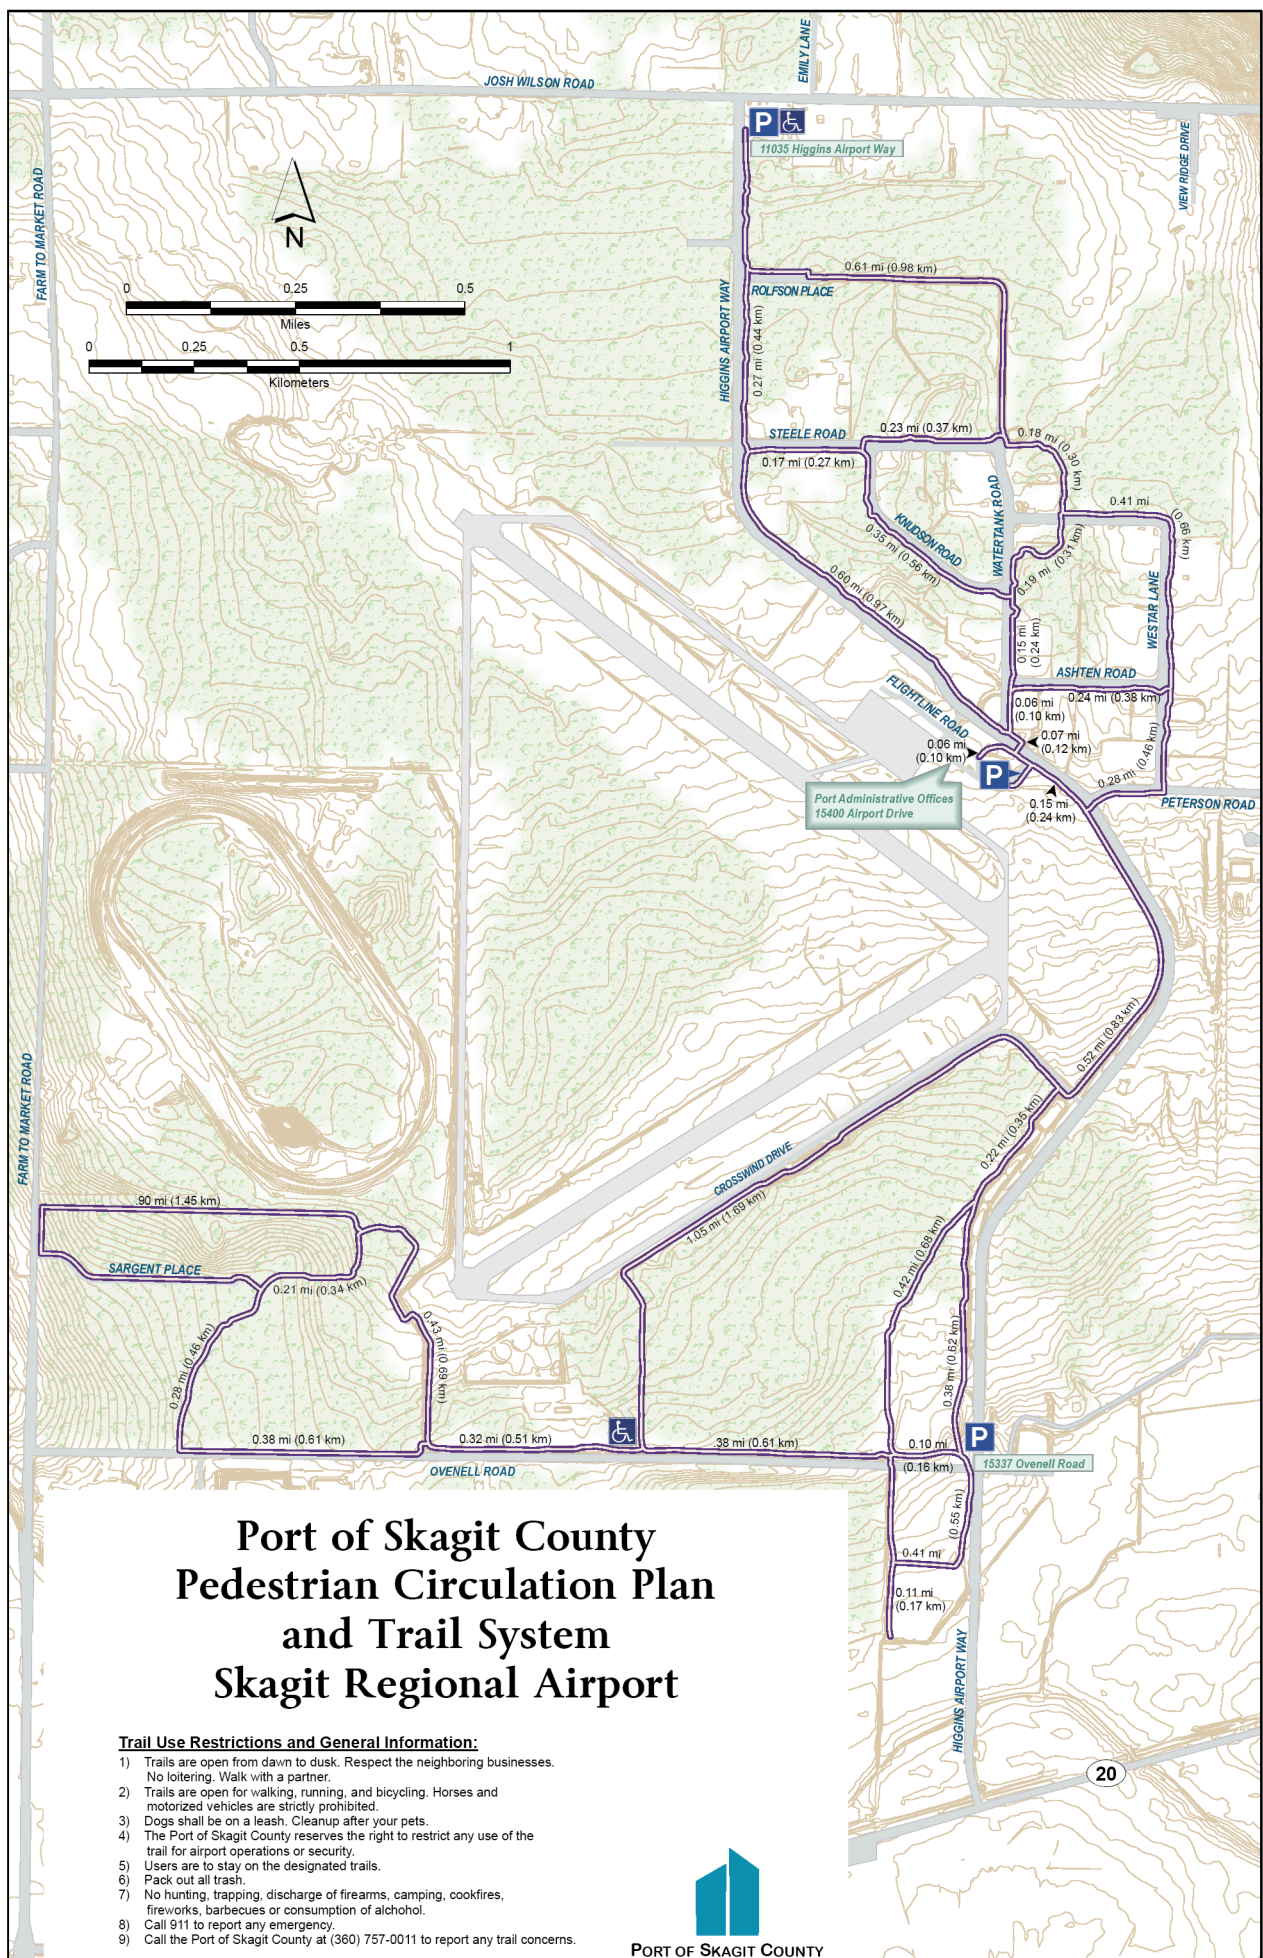 EMILY LANE
JOSH WILSON ROAD
P
11035 Higgins Airport Way
VIEW RIDGE DRIVE
FARM TO MARKET ROAD
N
0 0.25 0.5
Miles
0 0.25 0.5 1
Kilometers
0.61 mi (0.98 km)
ROLFSON PLACE
HIGGINS AIRPORT WAY
0.27 mi (0.44 km)
STEELE ROAD
0.23 mi (0.37 km)
0.18 mi (0.30 km)
0.17 mi (0.27 km)
0.41 mi
(0.66 km)
KNUDSON ROAD
0.35 mi (0.56 km)
WATERTANK ROAD
0.19 mi (0.31 km)
0.60 mi (0.97 km)
WESTAR LANE
0.15 mi
(0.24 km)
ASHTEN ROAD
0.24 mi (0.38 km)
FLIGHTLINE ROAD
0.06 mi
(0.10 km)
0.07 mi
(0.12 km)
0.06 mi
(0.10 km)
P
0.28 mi (0.46 km)
PETERSON ROAD
0.15 mi
(0.24 km)
Port Administrative Offices
15400 Airport Drive
0.52 mi (0.83 km)
FARM TO MARKET ROAD
0.22 mi (0.35 km)
CROSSWIND DRIVE
1.05 mi (1.69 km)
.90 mi (1.45 km)
SARGENT PLACE
0.21 mi (0.34 km)
0.42 mi (0.68 km)
0.28 mi (0.46 km)
0.43 mi (0.69 km)
0.38 mi (0.62 km)
0.38 mi (0.61 km)
0.32 mi (0.51 km)
.38 mi (0.61 km)
0.10 mi
(0.16 km)
P
15337 Ovenell Road
OVENELL ROAD
(0.55 km)
0.41 mi
0.11 mi
(0.17 km)
HIGGINS AIRPORT WAY
20
Port of Skagit County
Pedestrian Circulation Plan
and Trail System
Skagit Regional Airport
Trail Use Restrictions and General Information:
1) Trails are open from dawn to dusk. Respect the neighboring businesses.
No loitering. Walk with a partner.
2) Trails are open for walking, running, and bicycling. Horses and
motorized vehicles are strictly prohibited.
3) Dogs shall be on a leash. Cleanup after your pets.
4) The Port of Skagit County reserves the right to restrict any use of the
trail for airport operations or security.
5) Users are to stay on the designated trails.
6) Pack out all trash.
7) No hunting, trapping, discharge of firearms, camping, cookfires,
fireworks, barbecues or consumption of alchohol.
8) Call 911 to report any emergency.
9) Call the Port of Skagit County at (360) 757-0011 to report any trail concerns.
PORT OF SKAGIT COUNTY